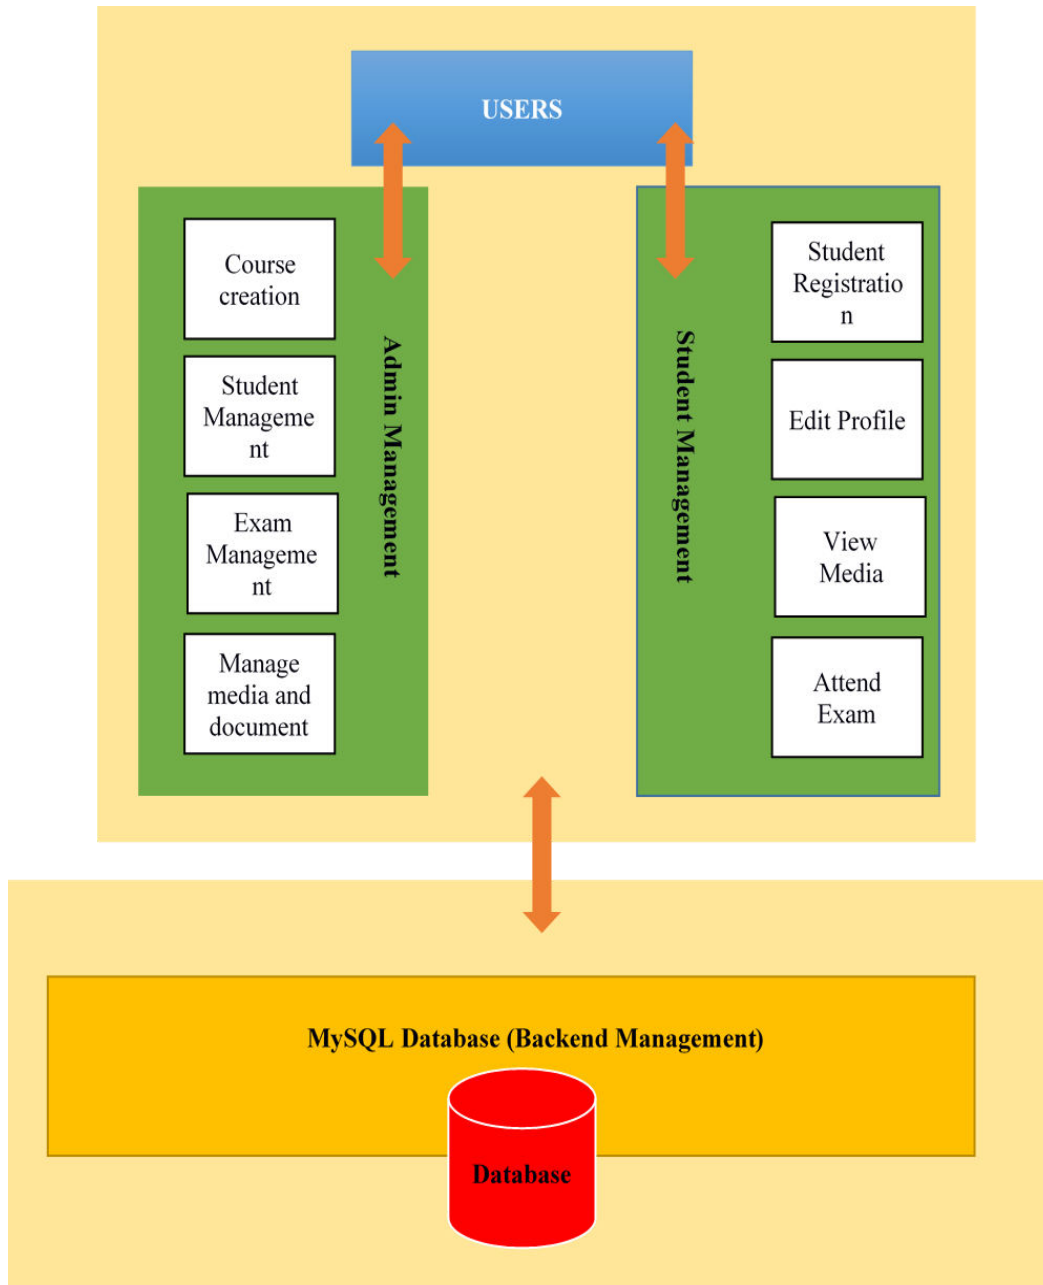 USERS
Course
creation
Student
Manageme
nt
Exam
Manageme
nt
Manage
media and
document
Admin Management
Student Management
Student
Registratio
n
Edit Profile
View
Media
Attend
Exam
MySQL Database (Backend Management)
Database